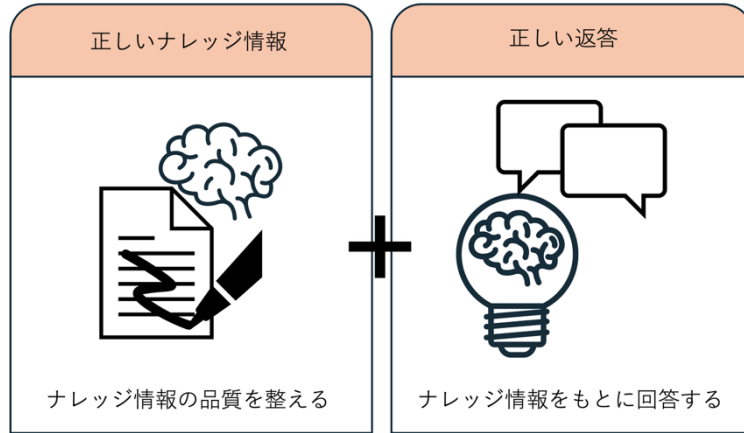 正しいナレッジ情報
正しい返答
ナレッジ情報の品質を整える
ナレッジ情報をもとに回答する